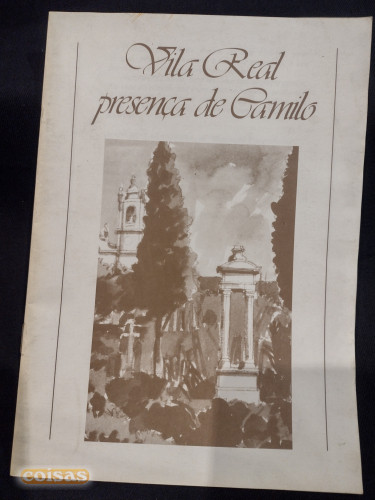 Vila Real
presença de Camilo
coisas